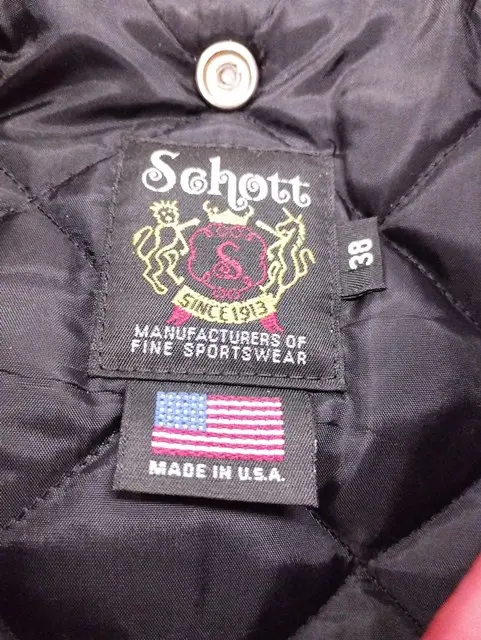 Schott
S
SINCE 1913
MANUFACTURERS OF
FINE SPORTSWEAR
38
MADE IN U.S.A.